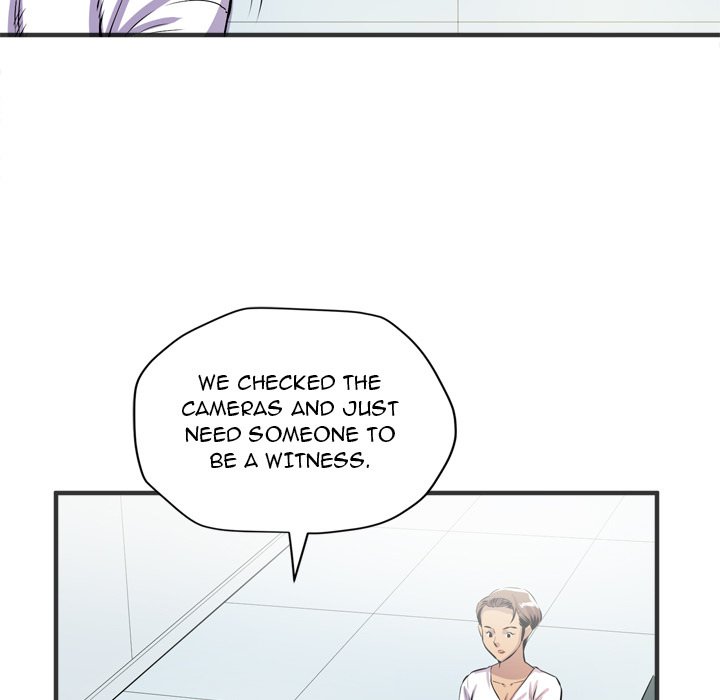 WE CHECKED THE
CAMERAS AND JUST
NEED SOMEONE TO
BE A WITNESS.